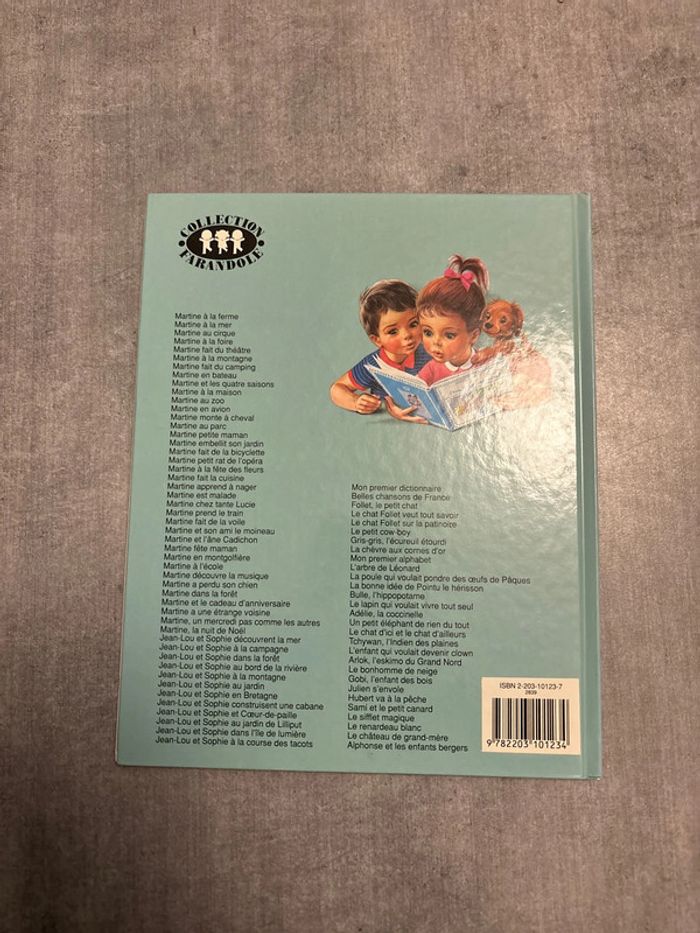 COLLECTION
FARANDOLE
Martine à la ferme
Martine à la mer
Martine au cirque
Martine à la foire
Martine fait du théâtre
Martine à la montagne
Martine fait du camping
Martine en bateau
Martine et les quatre saisons
Martine à la maison
Martine au zoo
Martine en avion
Martine monte à cheval
Martine au parc
Martine petite maman
Martine embellit son jardin
Martine fait de la bicyclette
Martine petit rat de l'opéra
Martine à la fête des fleurs
Martine fait la cuisine
Martine apprend à nager
Martine est malade
Martine chez tante Lucie
Martine prend le train
Martine fait de la voile
Martine et son ami le moineau
Martine et l'âne Cadichon
Martine fête maman
Martine en montgolfière
Martine à l'école
Martine découvre la musique
Martine a perdu son chien
Martine dans la forêt
Martine et le cadeau d'anniversaire
Martine a une étrange voisine
Martine, un mercredi pas comme les autres
Martine, la nuit de Noël
Jean-Lou et Sophie découvrent la mer
Jean-Lou et Sophie à la campagne
Jean-Lou et Sophie dans la forêt
Jean-Lou et Sophie au bord de la rivière
Jean-Lou et Sophie à la montagne
Jean-Lou et Sophie au jardin
Jean-Lou et Sophie en Bretagne
Jean-Lou et Sophie construisent une cabane
Jean-Lou et Sophie et Cœur-de-paille
Jean-Lou et Sophie au jardin de Lilliput
Jean-Lou et Sophie dans l'île de lumière
Jean-Lou et Sophie à la course des tacots
Mon premier dictionnaire
Belles chansons de France
Follet, le petit chat
Le chat Follet veut tout savoir
Le chat Follet sur la patinoire
Le petit cow-boy
Gris-gris, l'écureuil étourdi
La chèvre aux cornes d'or
Mon premier alphabet
L'arbre de Léonard
La poule qui voulait pondre des œufs de Pâques
La bonne idée de Pointu le hérisson
Bulle, l'hippopotame
Le lapin qui voulait vivre tout seul
Adélie, la coccinelle
Un petit éléphant de rien du tout
Le chat d'ici et le chat d'ailleurs
Tchywan, l'Indien des plaines
L'enfant qui voulait devenir clown
Arlok, l'eskimo du Grand Nord
Le bonhomme de neige
Gobi, l'enfant des bois
Julien s'envole
Hubert va à la pêche
Sami et le petit canard
Le sifflet magique
Le renardeau blanc
Le château de grand-mère
Alphonse et les enfants bergers
ISBN 2-203-10123-7
2839
9 782203 101234